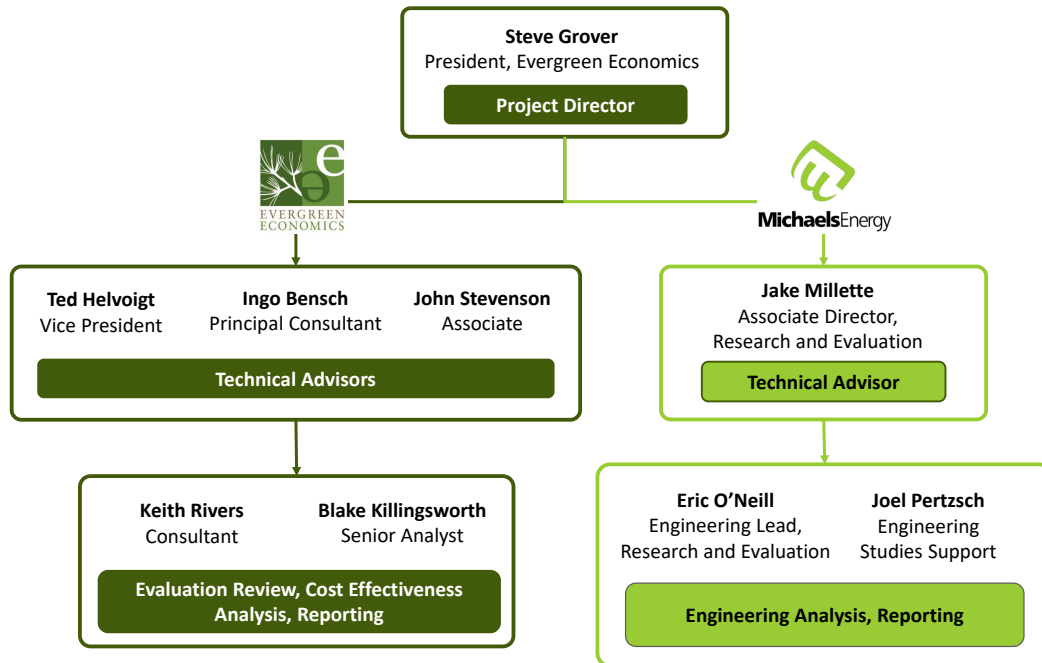 Steve Grover
President, Evergreen Economics
Project Director
e
e
EVERGREEN
ECONOMICS
MichaelsEnergy
Ted Helvoigt
Vice President
Ingo Bensch
Principal Consultant
John Stevenson
Associate
Technical Advisors
Jake Millette
Associate Director,
Research and Evaluation
Technical Advisor
Keith Rivers
Consultant
Blake Killingsworth
Senior Analyst
Evaluation Review, Cost Effectiveness
Analysis, Reporting
Eric O’Neill
Engineering Lead,
Research and Evaluation
Joel Pertzsch
Engineering
Studies Support
Engineering Analysis, Reporting